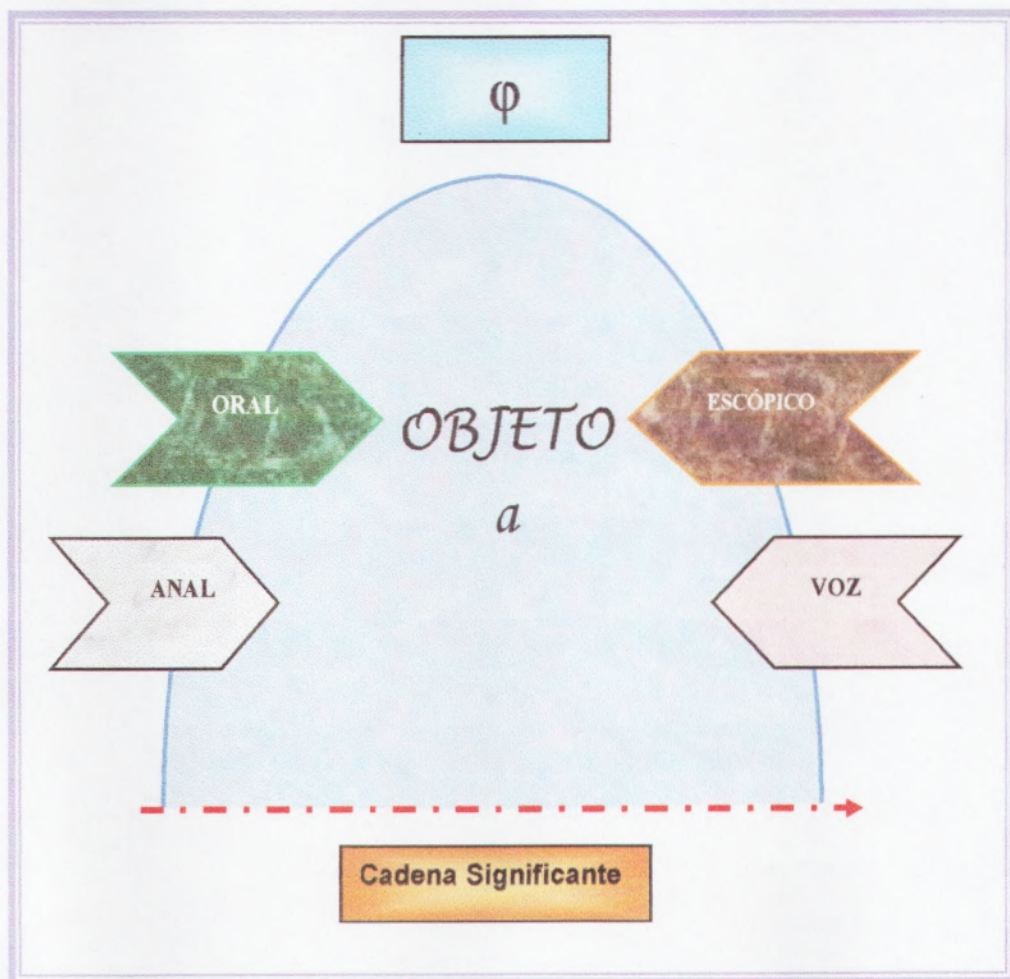 φ
ORAL
OBJETO
ESCÓPICO
a
ANAL
VOZ
Cadena Significante